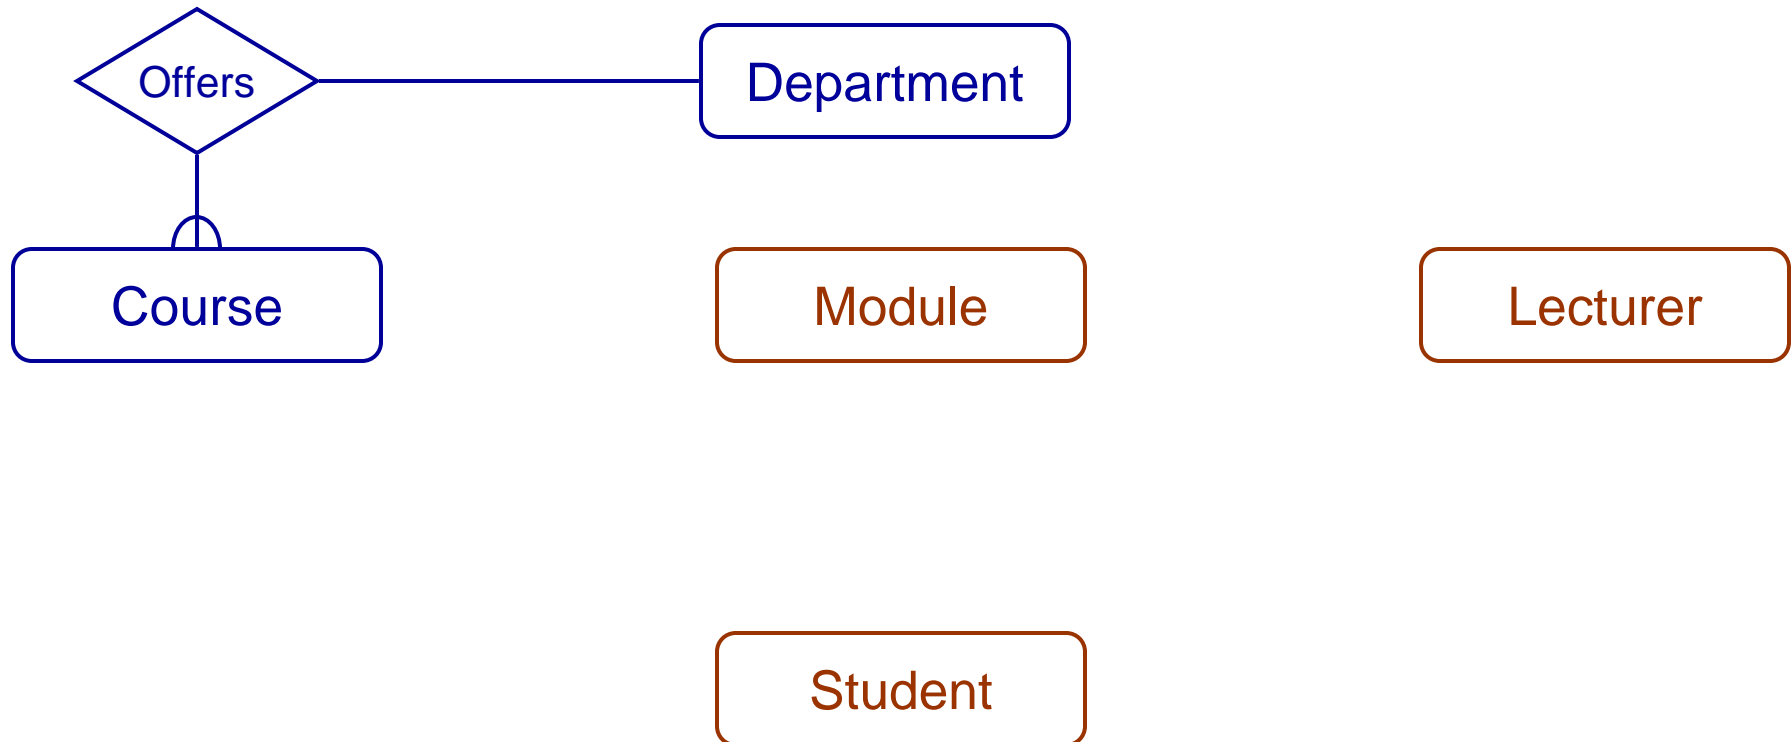 Offers
Department
Course
Module
Lecturer
Student